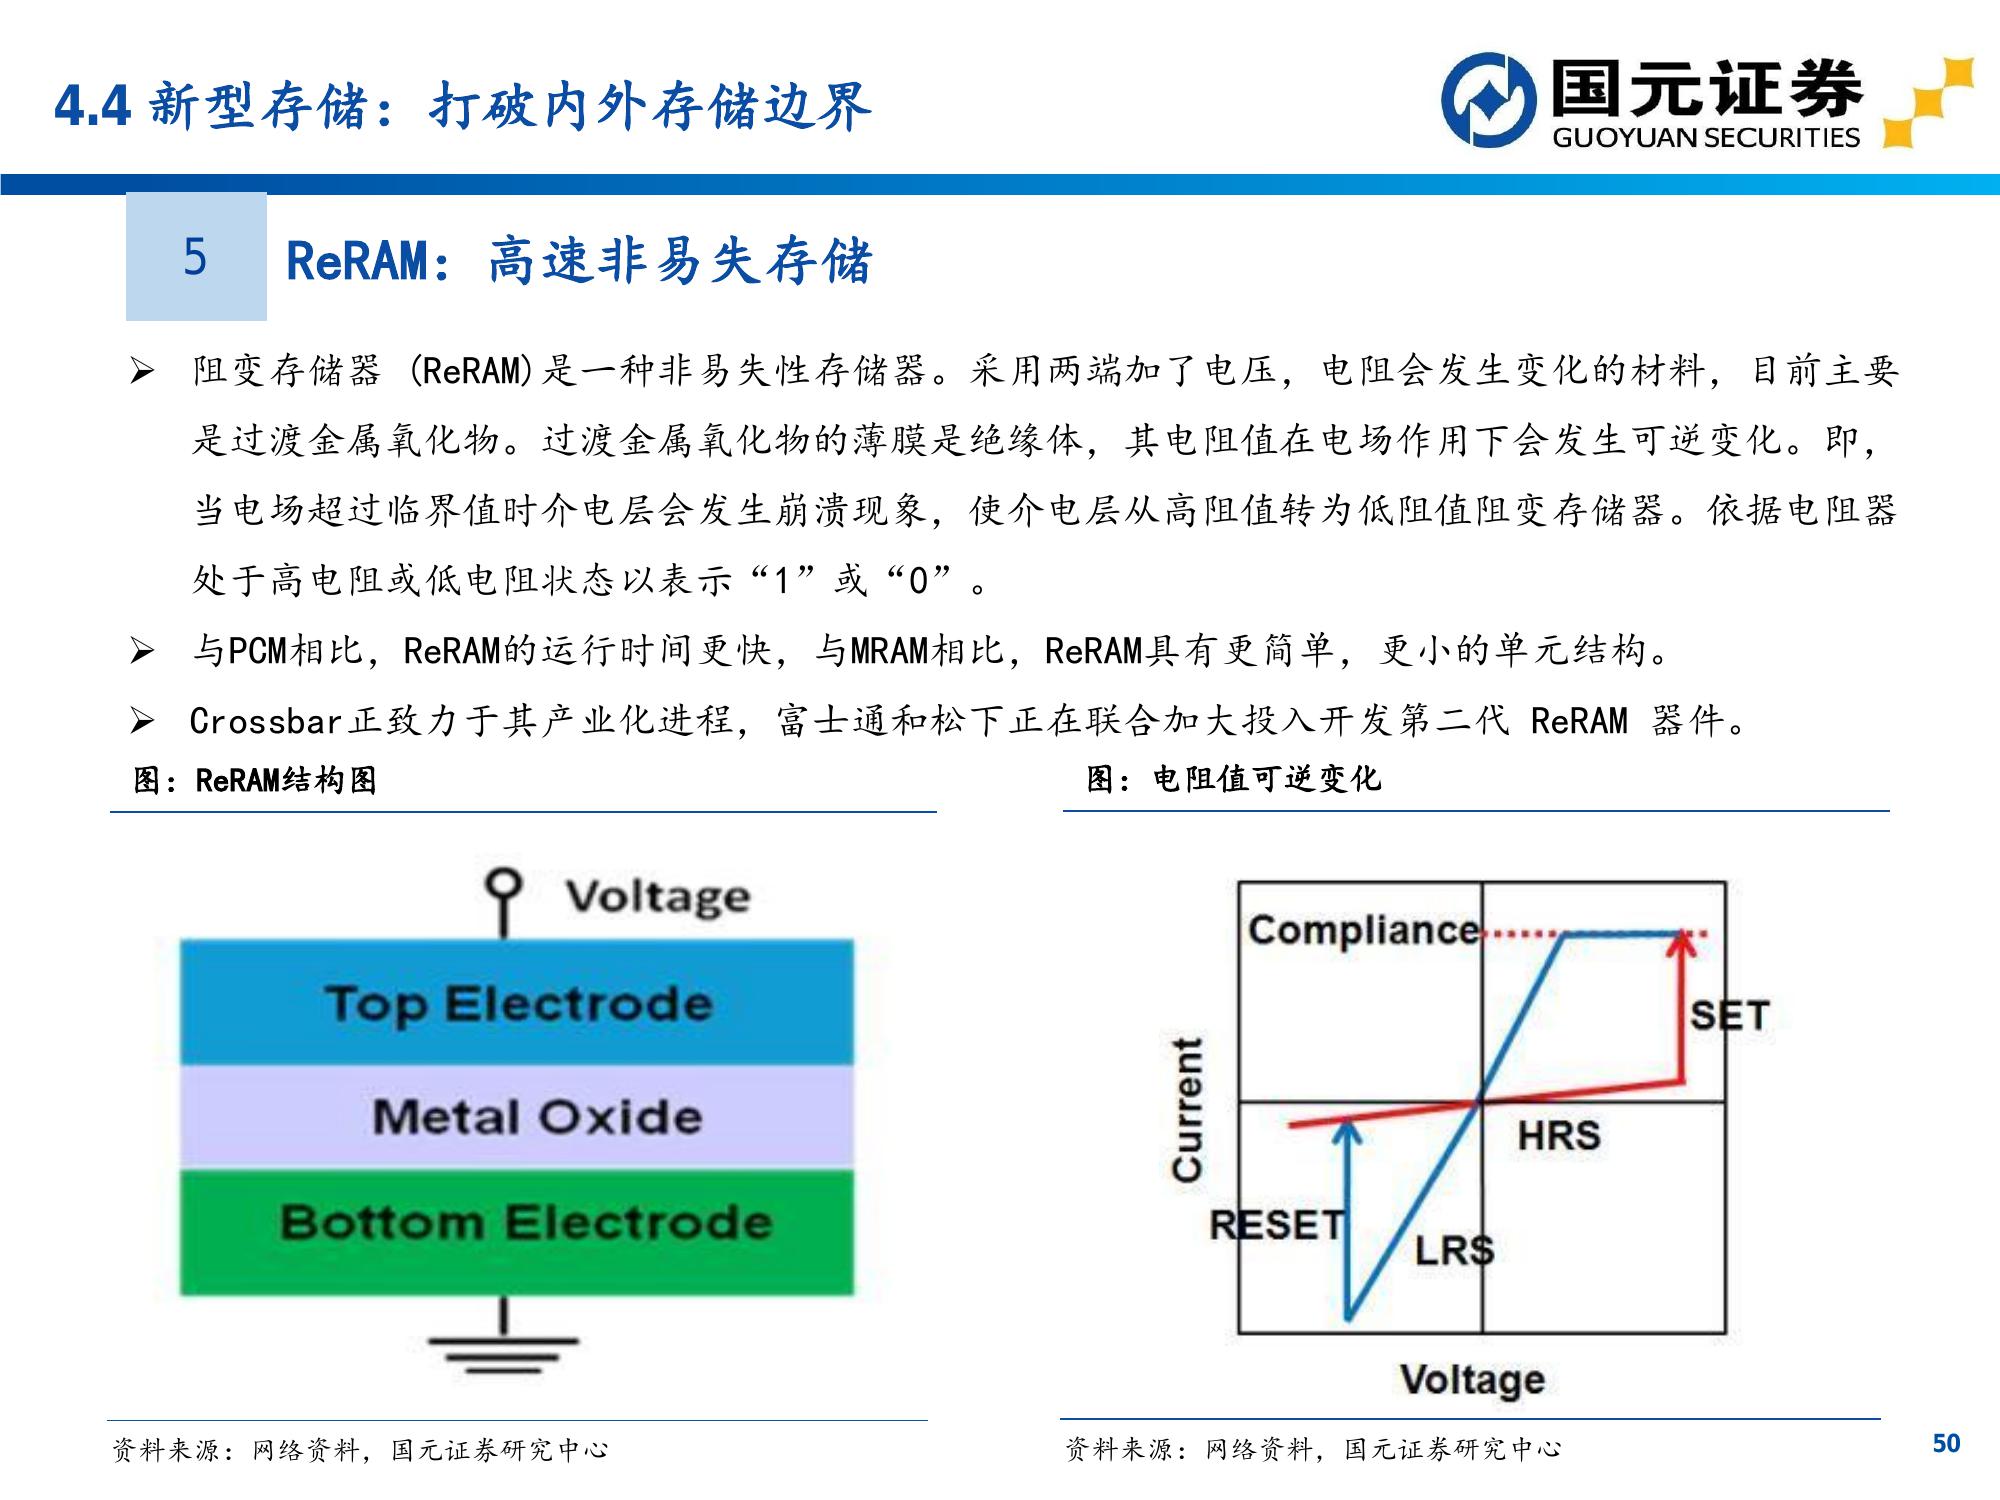 4.4 新型存储：打破内外存储边界
国元证券
GUOYUAN SECURITIES
5
ReRAM：高速非易失存储
➢ 阻变存储器 (ReRAM)是一种非易失性存储器。采用两端加了电压，电阻会发生变化的材料，目前主要
是过渡金属氧化物。过渡金属氧化物的薄膜是绝缘体，其电阻值在电场作用下会发生可逆变化。即，
当电场超过临界值时介电层会发生崩溃现象，使介电层从高阻值转为低阻值阻变存储器。依据电阻器
处于高电阻或低电阻状态以表示“1”或“0”。
➢ 与PCM相比，ReRAM的运行时间更快，与MRAM相比，ReRAM具有更简单，更小的单元结构。
➢ Crossbar正致力于其产业化进程，富士通和松下正在联合加大投入开发第二代 ReRAM 器件。
图：ReRAM结构图
Voltage
Top Electrode
Metal Oxide
Bottom Electrode
资料来源：网络资料，国元证券研究中心
图：电阻值可逆变化
Compliance
SET
Current
HRS
RESET
LRS
Voltage
资料来源：网络资料，国元证券研究中心
50